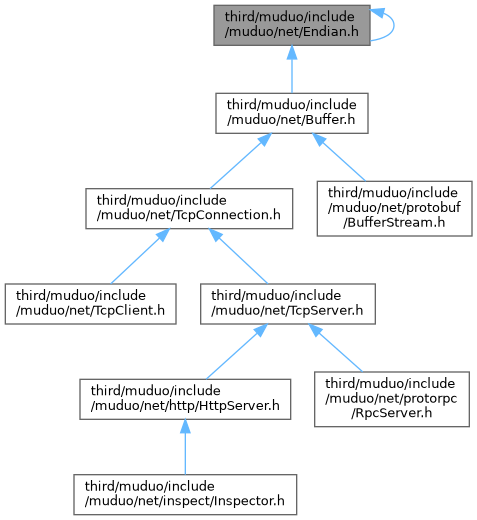 third/muduo/include
/muduo/net/Endian.h
third/muduo/include
/muduo/net/Buffer.h
third/muduo/include
/muduo/net/TcpConnection.h
third/muduo/include
/muduo/net/protobuf
/BufferStream.h
third/muduo/include
/muduo/net/TcpClient.h
third/muduo/include
/muduo/net/TcpServer.h
third/muduo/include
/muduo/net/http/HttpServer.h
third/muduo/include
/muduo/net/protorpc
/RpcServer.h
third/muduo/include
/muduo/net/inspect/Inspector.h